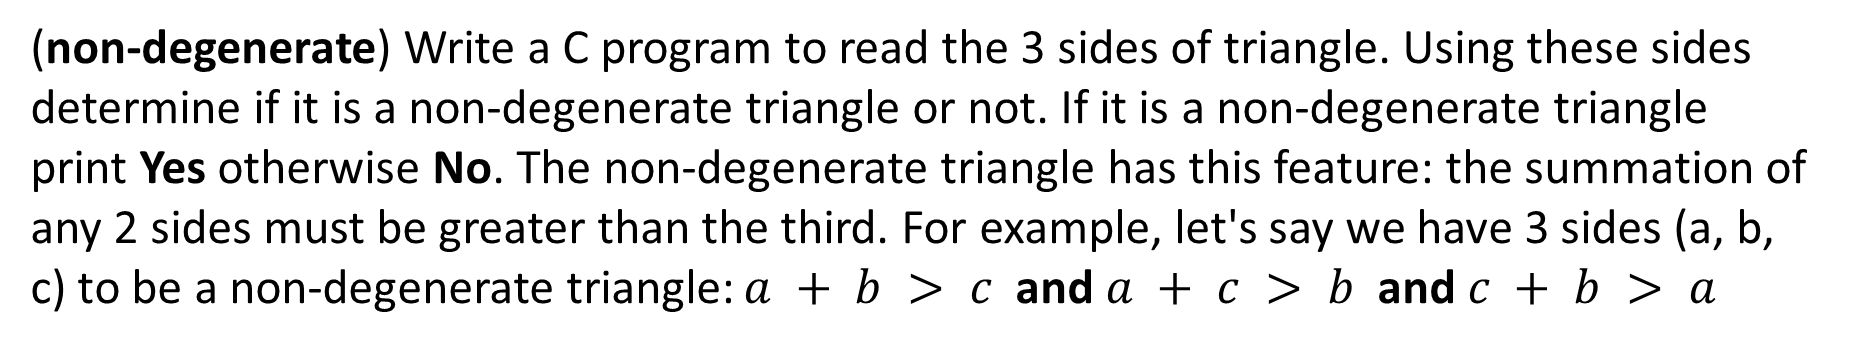 (non-degenerate) Write a C program to read the 3 sides of triangle. Using these sides
determine if it is a non-degenerate triangle or not. If it is a non-degenerate triangle
print Yes otherwise No. The non-degenerate triangle has this feature: the summation of
any 2 sides must be greater than the third. For example, let's say we have 3 sides (a, b,
c) to be a non-degenerate triangle: a + b > c and a + c > b and c + b > a